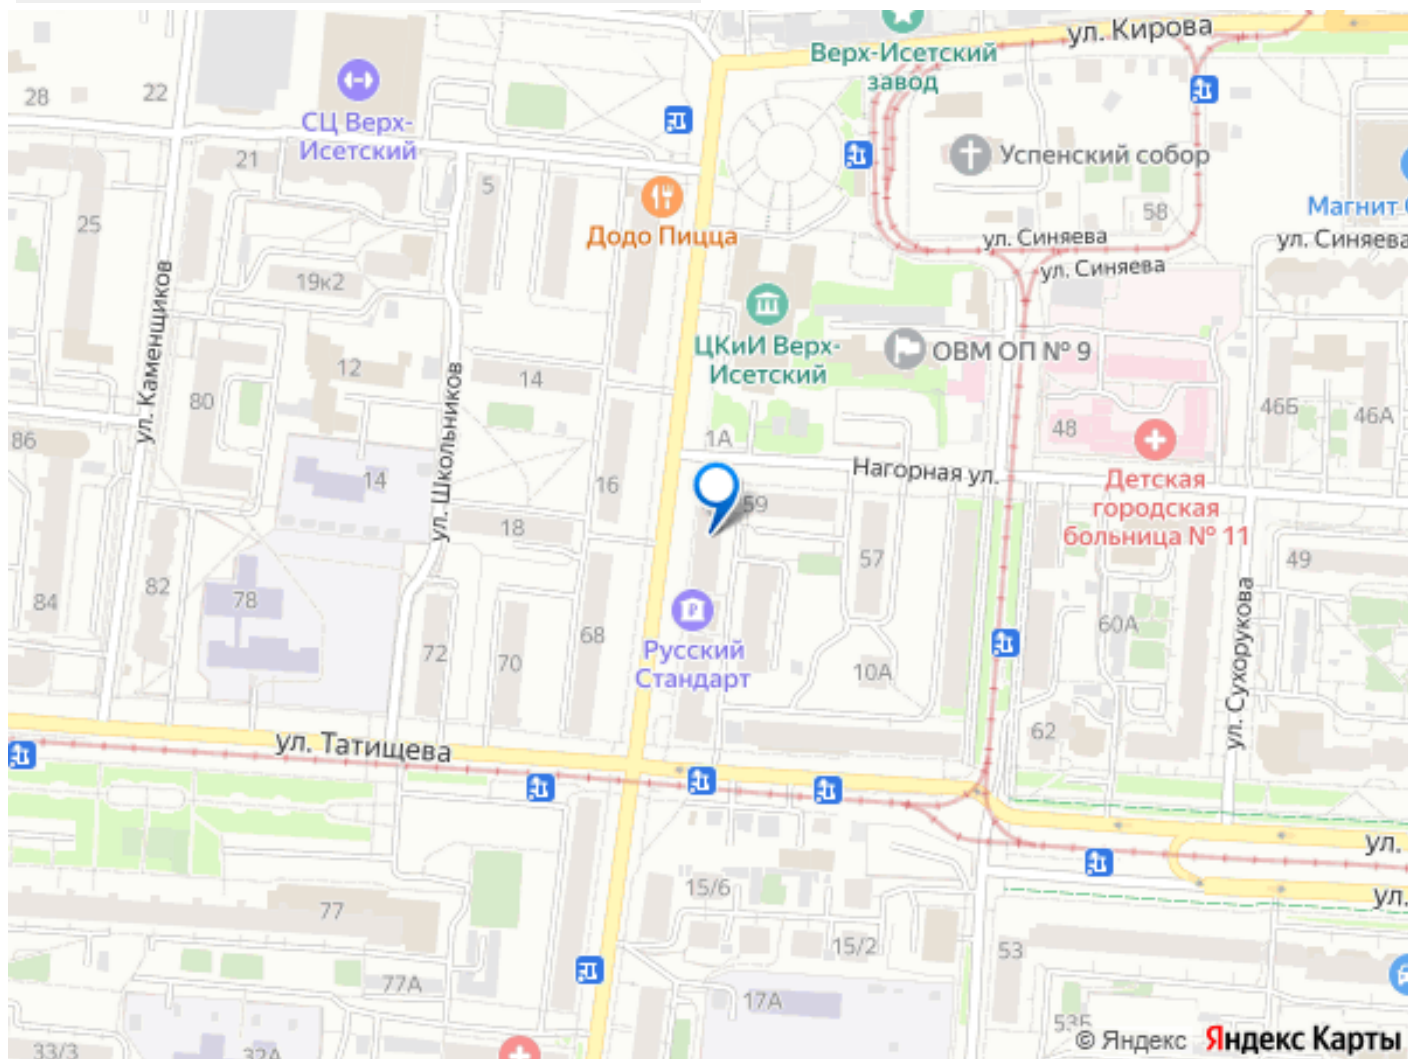 ул. Кирова
Верх-Исетский
завод
28
22
СЦ Верх-
Исетский
21
5
Успенский собор
58
Магнит
25
Додо Пицца
ул. Синяева
ул. Синяева
ул. Синяева
19к2
ул. Каменщиков
ЦКиИ Верх-
Исетский
ОВМ ОП № 9
12
14
80
ул. Школьников
46Б
46А
86
1А
48
Нагорная ул.
Детская
городская
больница № 11
14
16
59
18
57
49
82
84
78
68
60А
72
70
Русский
Стандарт
10А
ул. Сухорукова
62
ул. Татищева
ул.
ул.
15/6
77
15/2
53
77А
17А
53Б
33/3
32А
© Яндекс Яндекс Карты